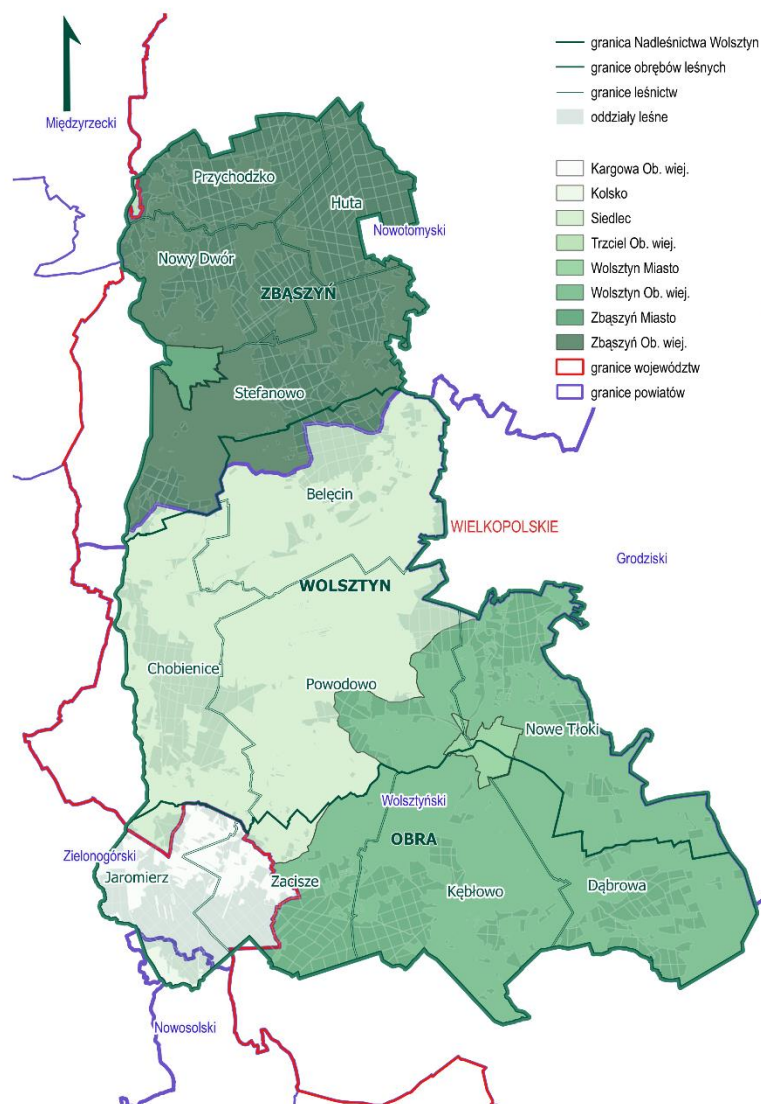 granica Nadleśnictwa Wolsztyn
granice obrębów leśnych
granice leśnictw
oddziały leśne
Kargowa Ob. wiej.
Kolsko
Siedlec
Trzciel Ob. wiej.
Wolsztyn Miasto
Wolsztyn Ob. wiej.
Zbąszyń Miasto
Zbąszyń Ob. wiej.
granice województw
granice powiatów
Międzyrzecki
Przychodzko
Huta
Nowotomyski
Nowy Dwór
ZBĄSZYŃ
Stefanowo
Belęcin
WIELKOPOLSKIE
Grodziski
WOLSZTYN
Chobienice
Powodowo
Nowe Tłoki
Wolsztyński
OBRA
Zielonogórski
Jaromierz
Zacisze
Kębłowo
Dąbrowa
Nowosolski